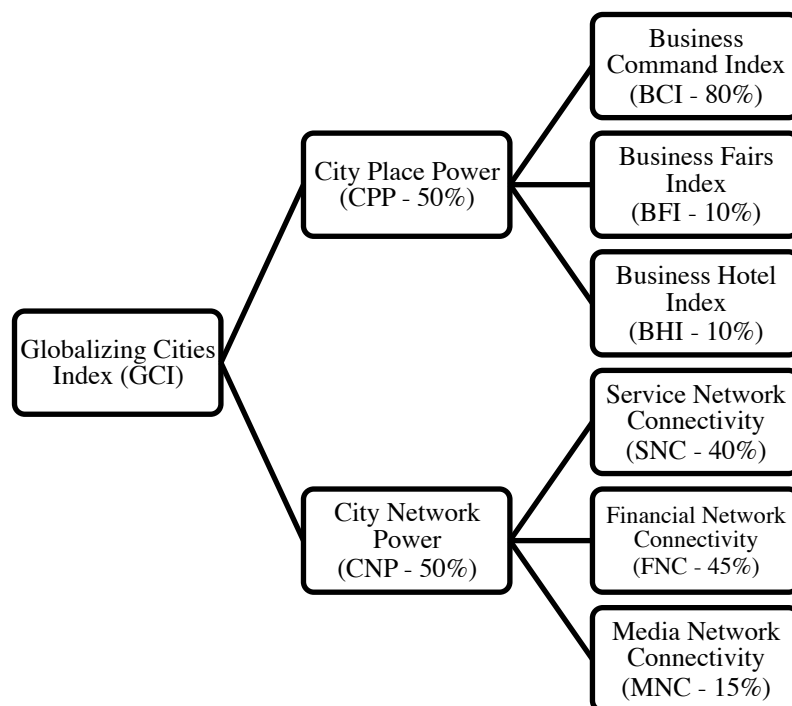 Business
Command Index
(BCI - 80%)
City Place Power
(CPP - 50%)
Business Fairs
Index
(BFI - 10%)
Business Hotel
Index
(BHI - 10%)
Globalizing Cities
Index (GCI)
Service Network
Connectivity
(SNC - 40%)
City Network
Power
(CNP - 50%)
Financial Network
Connectivity
(FNC - 45%)
Media Network
Connectivity
(MNC - 15%)